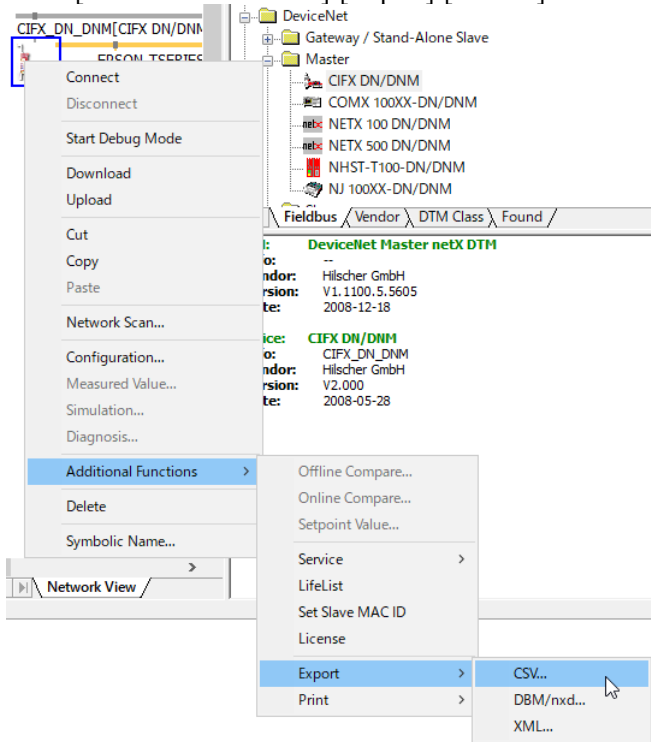 CIFX_DN_DNM[CIFX DN/DNM
DeviceNet
Gateway / Stand-Alone Slave
Master
CIFX DN/DNM
COMX 100XX-DN/DNM
NETX 100 DN/DNM
NETX 500 DN/DNM
NHST-T100-DN/DNM
NJ 100XX-DN/DNM
Fieldbus Vendor DTM Class Found
DeviceNet Master netX DTM
--
Hilscher GmbH
V1.1100.5.5605
2008-12-18
CIFX DN/DNM
CIFX_DN_DNM
Hilscher GmbH
V2.000
2008-05-28
Connect
Disconnect
Start Debug Mode
Download
Upload
Cut
Copy
Paste
Network Scan...
Configuration...
Measured Value...
Simulation...
Diagnosis...
Additional Functions >
Delete
Symbolic Name...
Network View
Offline Compare...
Online Compare...
Setpoint Value...
Service >
LifeList
Set Slave MAC ID
License
Export >
Print >
CSV...
DBM/nxd...
XML...